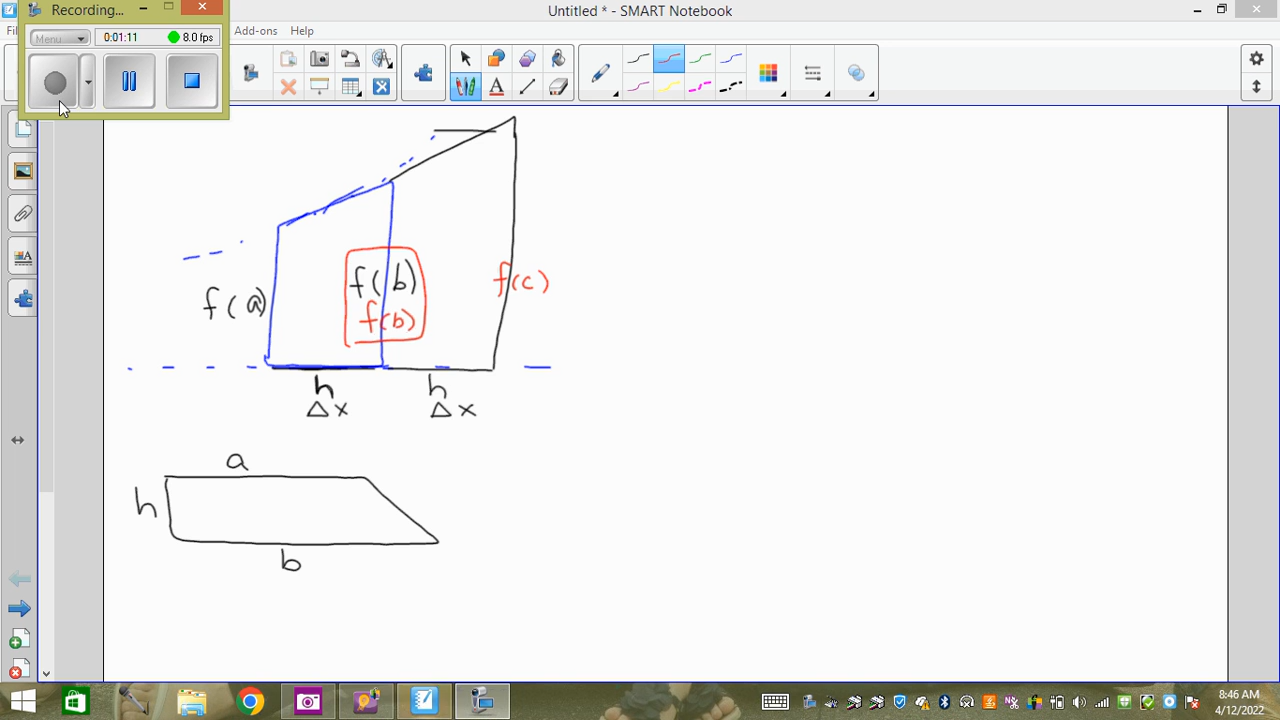 Recording...
Untitled * - SMART Notebook
Menu
0:01:11
8.0 fps
Add-ons
Help
f(a)
f(b)
f(b)
f(c)
h
h
Δx
Δx
a
h
b
8:46 AM
4/12/2022